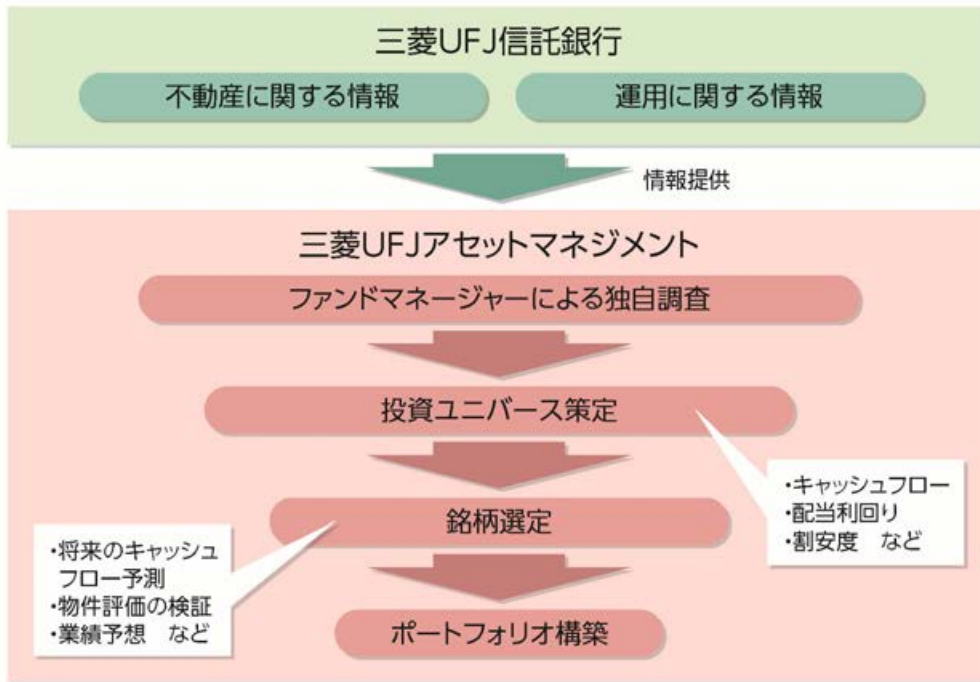 三菱UFJ信託銀行
不動産に関する情報
運用に関する情報
情報提供
三菱UFJアセットマネジメント
ファンドマネージャーによる独自調査
投資ユニバース策定
・キャッシュフロー
・配当利回り
・割安度　など
銘柄選定
・将来のキャッシュ
フロー予測
・物件評価の検証
・業績予想　など
ポートフォリオ構築